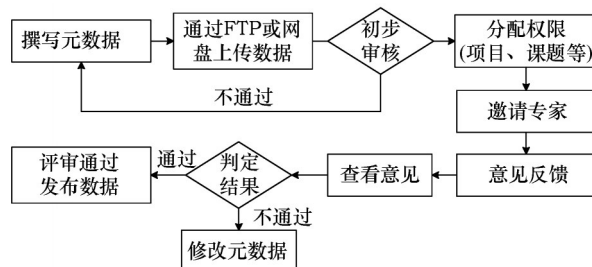 撰写元数据
通过FTP或网
盘上传数据
初步
审核
分配权限
(项目、课题等)
不通过
邀请专家
意见反馈
查看意见
判定
结果
通过
评审通过
发布数据
不通过
修改元数据